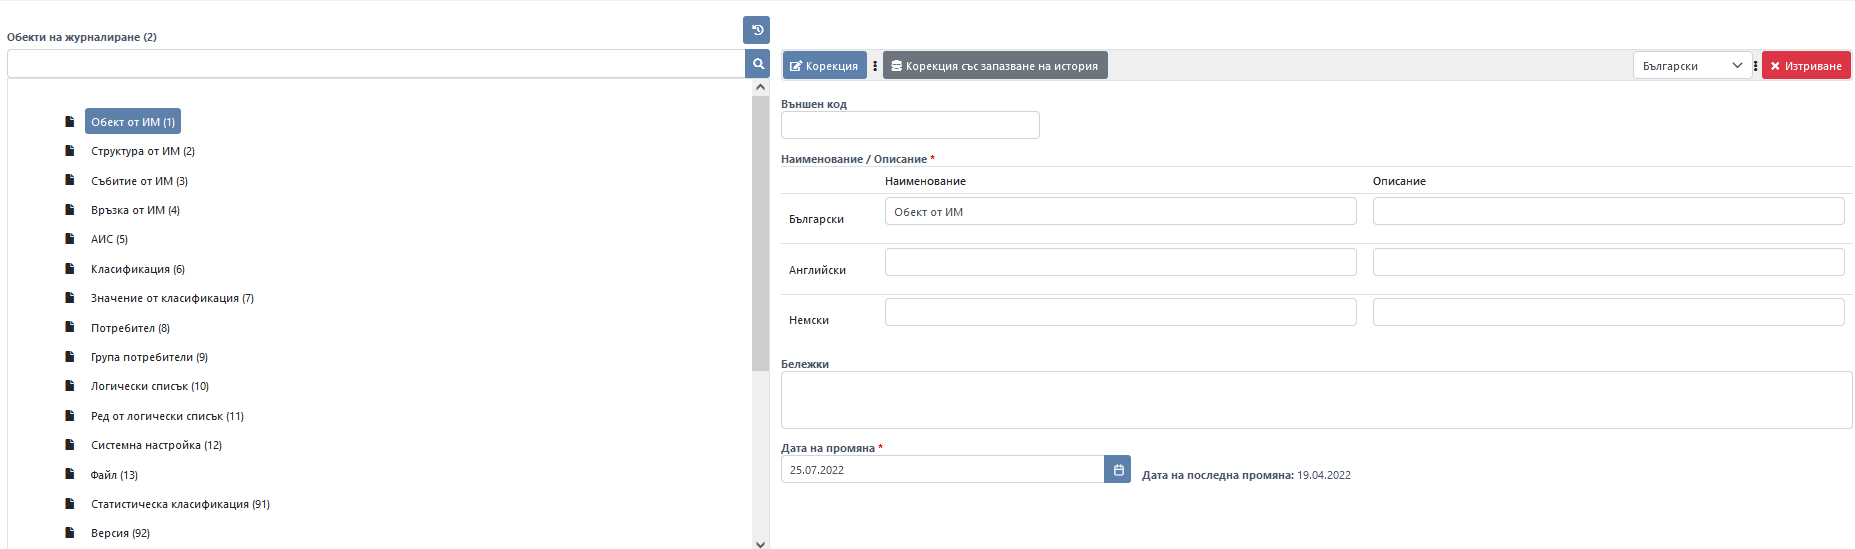 Обекти на журналиране (2)
Обект от ИМ (1)
Структура от ИМ (2)
Събитие от ИМ (3)
Връзка от ИМ (4)
АИС (5)
Класификация (6)
Значение от класификация (7)
Потребител (8)
Група потребители (9)
Логически списък (10)
Ред от логически списък (11)
Системна настройка (12)
Файл (13)
Статистическа класификация (91)
Версия (92)
Корекция Корекция със запазване на история Български Изтриване
Външен код
Наименование / Описание *
Наименование Описание
Български Обект от ИМ
Английски
Немски
Бележки
Дата на промяна *
25.07.2022 Дата на последна промяна: 19.04.2022